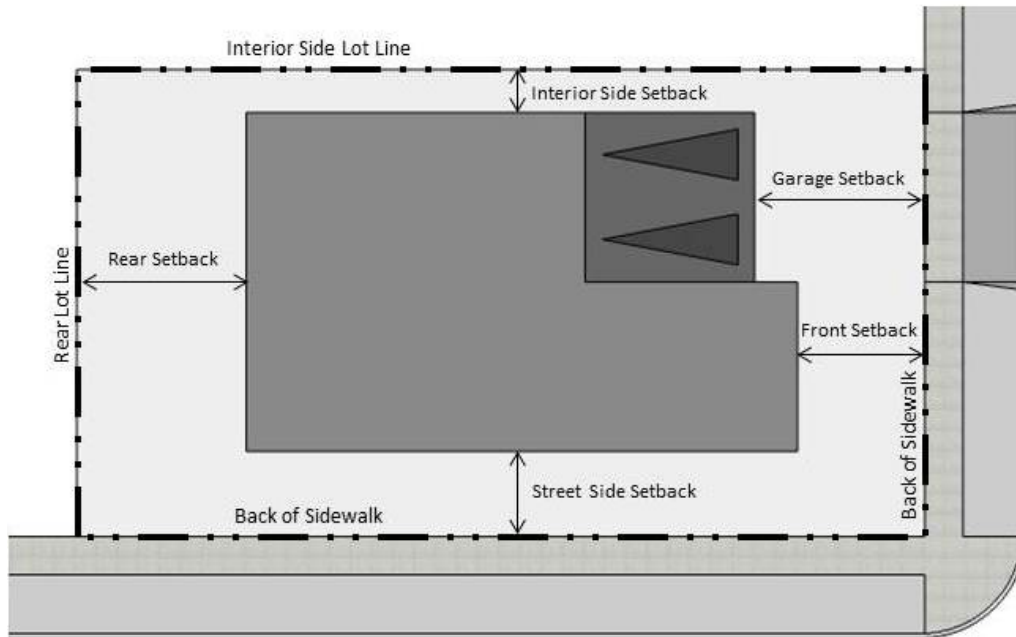 Interior Side Lot Line
Interior Side Setback
Garage Setback
Rear Setback
Rear Lot Line
Front Setback
Back of Sidewalk
Street Side Setback
Back of Sidewalk